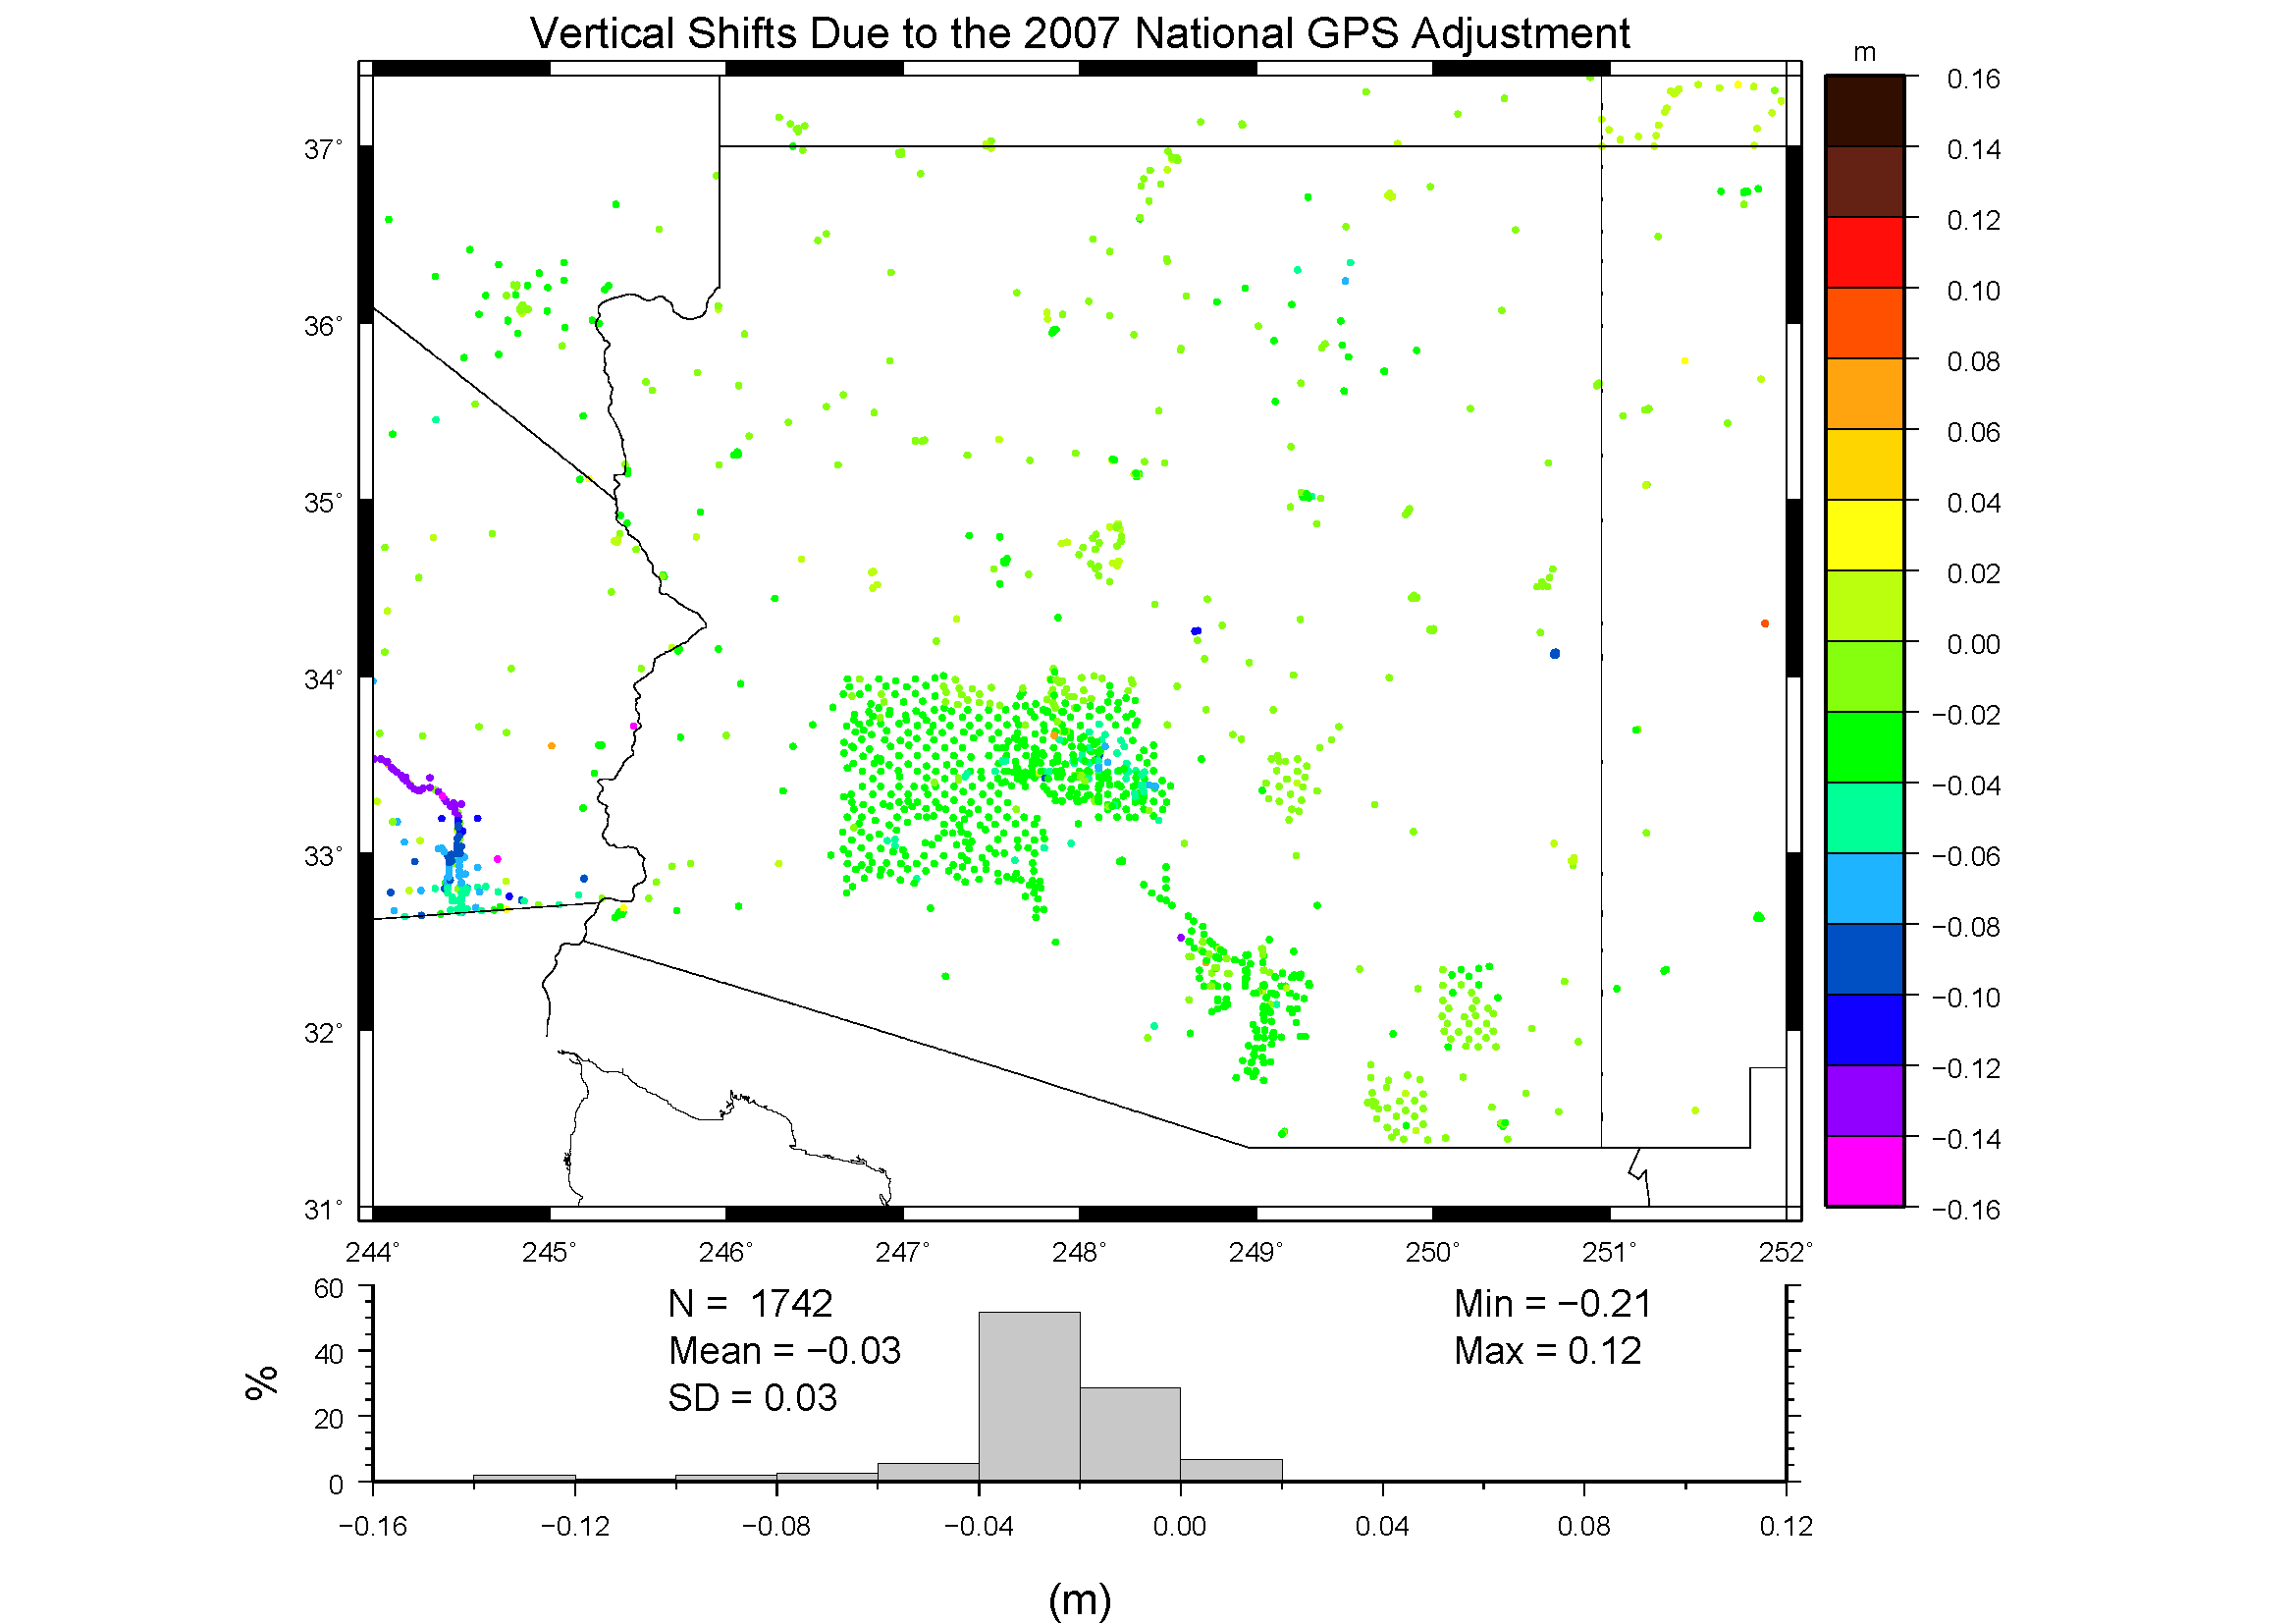 Vertical Shifts Due to the 2007 National GPS Adjustment
m
0.16
0.14
0.12
0.10
0.08
0.06
0.04
0.02
0.00
−0.02
−0.04
−0.06
−0.08
−0.10
−0.12
−0.14
−0.16
37°
36°
35°
34°
33°
32°
31°
244° 245° 246° 247° 248° 249° 250° 251° 252°
60
40
20
0
%
N = 1742
Mean = −0.03
SD = 0.03
Min = −0.21
Max = 0.12
−0.16 −0.12 −0.08 −0.04 0.00 0.04 0.08 0.12
(m)